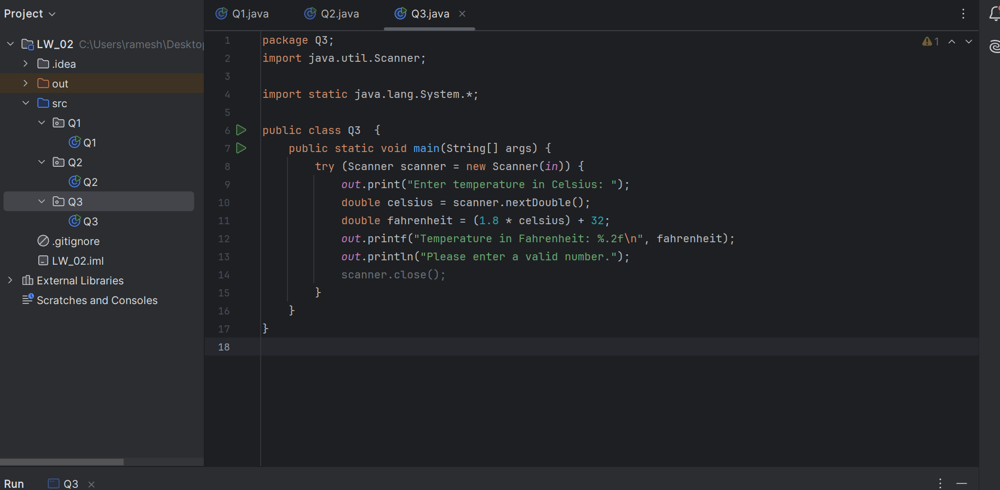 Project
LW_02 C:\Users\ramesh\Desktop
.idea
out
src
Q1
Q1
Q2
Q2
Q3
Q3
.gitignore
LW_02.iml
External Libraries
Scratches and Consoles
Q1.java Q2.java Q3.java
1 package Q3;
2 import java.util.Scanner;
3
4 import static java.lang.System.*;
5
6 public class Q3  {
7     public static void main(String[] args) {
8         try (Scanner scanner = new Scanner(in)) {
9             out.print("Enter temperature in Celsius: ");
10             double celsius = scanner.nextDouble();
11             double fahrenheit = (1.8 * celsius) + 32;
12             out.printf("Temperature in Fahrenheit: %.2f\n", fahrenheit);
13             out.println("Please enter a valid number.");
14             scanner.close();
15         }
16     }
17 }
18
1
Run Q3